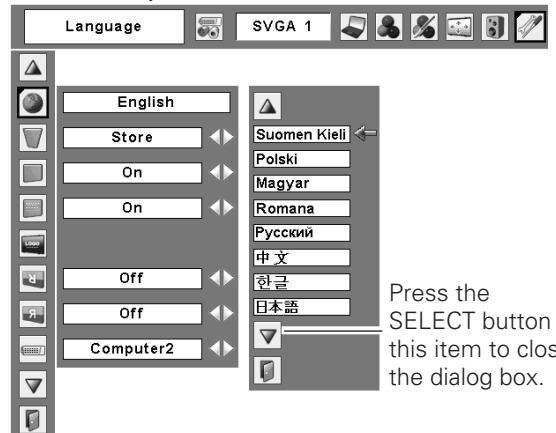 Language
SVGA 1
English
Store
On
On
LOGO
Off
Off
Computer2
Suomen Kieli
Polski
Magyar
Romana
Русский
中文
한글
日本語
Press the
SELECT button
this item to clos
the dialog box.